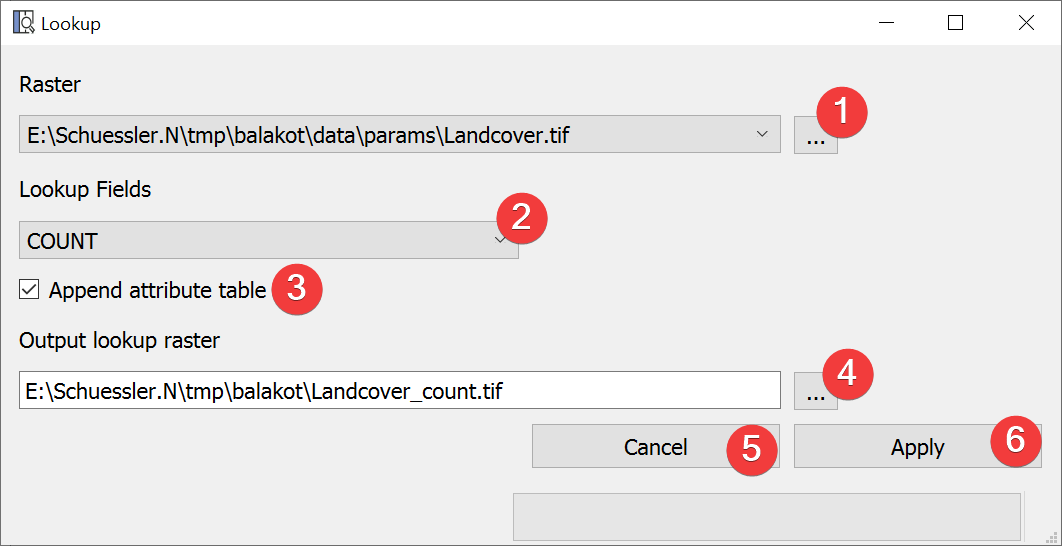 Lookup
Raster
1
E:\Schuessler.N\tmp\balakot\data\params\Landcover.tif
...
Lookup Fields
2
COUNT
Append attribute table
3
Output lookup raster
4
E:\Schuessler.N\tmp\balakot\Landcover_count.tif
...
Cancel
5
Apply
6